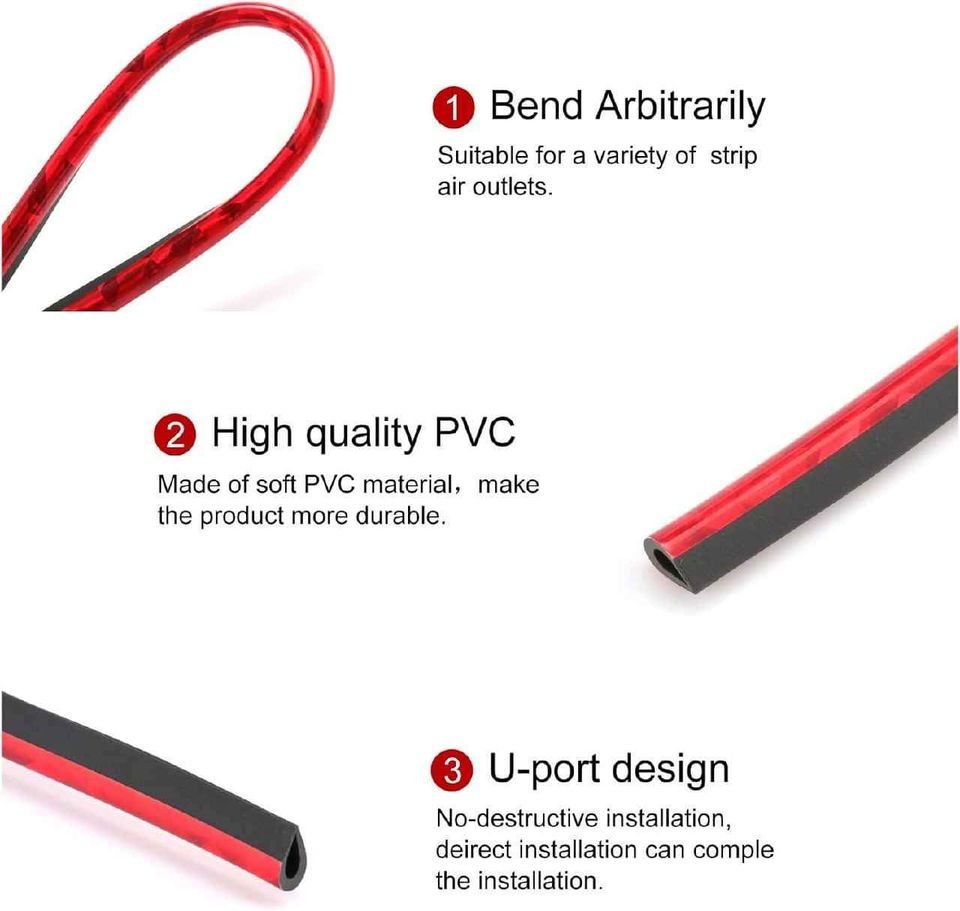 1 Bend Arbitrarily
Suitable for a variety of strip
air outlets.
2 High quality PVC
Made of soft PVC material，make
the product more durable.
3 U-port design
No-destructive installation,
deirect installation can comple
the installation.